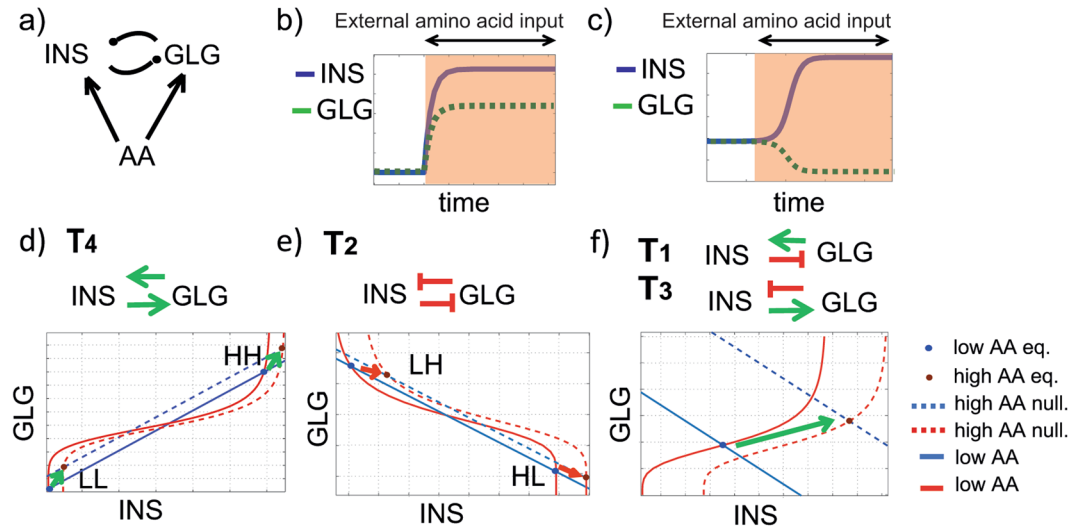 a)
INS
GLG
AA
b)
External amino acid input
INS
GLG
time
c)
External amino acid input
INS
GLG
time
d)
T4
INS
GLG
HH
LL
GLG
INS
e)
T2
INS
GLG
LH
HL
GLG
INS
f)
T1
INS
GLG
T3
INS
GLG
GLG
INS
low AA eq.
high AA eq.
high AA null.
high AA null.
low AA
low AA